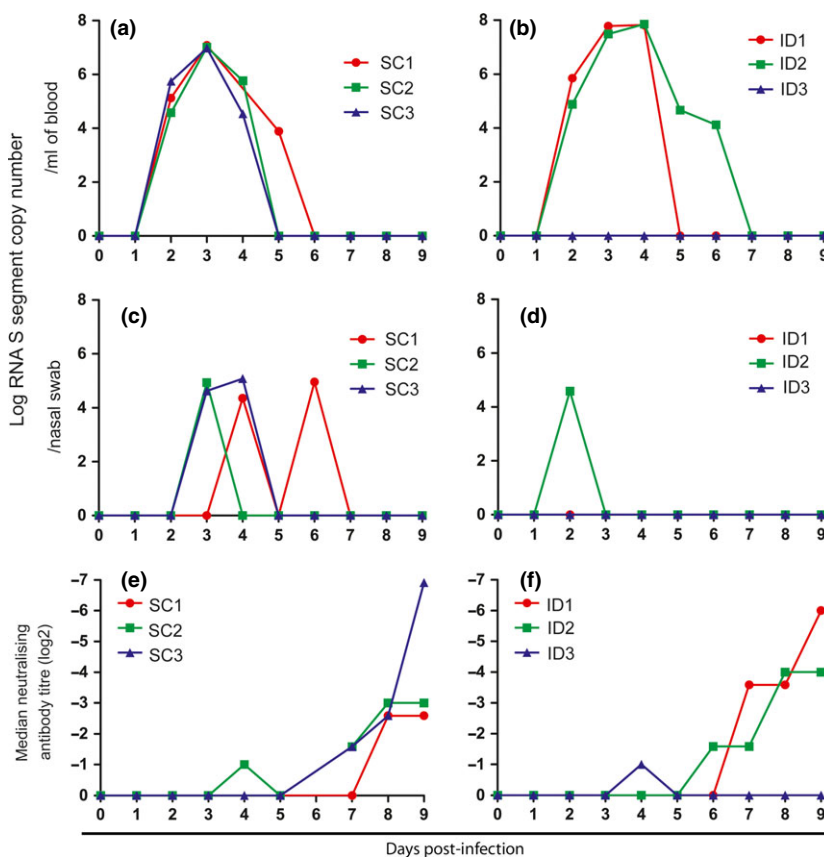 Log RNA S segment copy number
/ml of blood
(a)
8
6
4
2
0
0 1 2 3 4 5 6 7 8 9
SC1
SC2
SC3
(b)
8
6
4
2
0
0 1 2 3 4 5 6 7 8 9
ID1
ID2
ID3
/nasal swab
(c)
8
6
4
2
0
0 1 2 3 4 5 6 7 8 9
SC1
SC2
SC3
(d)
8
6
4
2
0
0 1 2 3 4 5 6 7 8 9
ID1
ID2
ID3
Median neutralising
antibody titre (log2)
(e)
–7
–6
–5
–4
–3
–2
–1
0
0 1 2 3 4 5 6 7 8 9
SC1
SC2
SC3
(f)
–7
–6
–5
–4
–3
–2
–1
0
0 1 2 3 4 5 6 7 8 9
ID1
ID2
ID3
Days post-infection